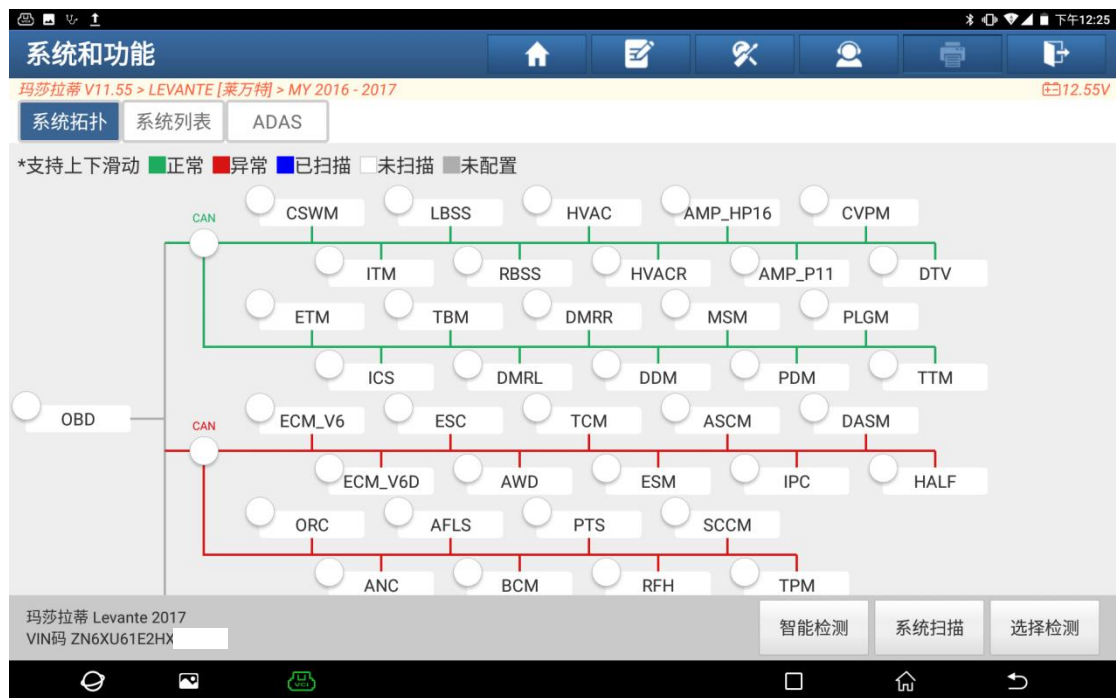 下午12:25
系统和功能
玛莎拉蒂 V11.55 > LEVANTE [莱万特] > MY 2016 - 2017
12.55V
系统拓扑 系统列表 ADAS
*支持上下滑动 正常 异常 已扫描 未扫描 未配置
CAN CSWM LBSS HVAC AMP_HP16 CVPM
ITM RBSS HVACR AMP_P11 DTV
ETM TBM DMRR MSM PLGM
ICS DMRL DDM PDM TTM
OBD CAN ECM_V6 ESC TCM ASCM DASM
ECM_V6D AWD ESM IPC HALF
ORC AFLS PTS SCCM
ANC BCM RFH TPM
玛莎拉蒂 Levante 2017
VIN码 ZN6XU61E2HX
智能检测 系统扫描 选择检测
VCI